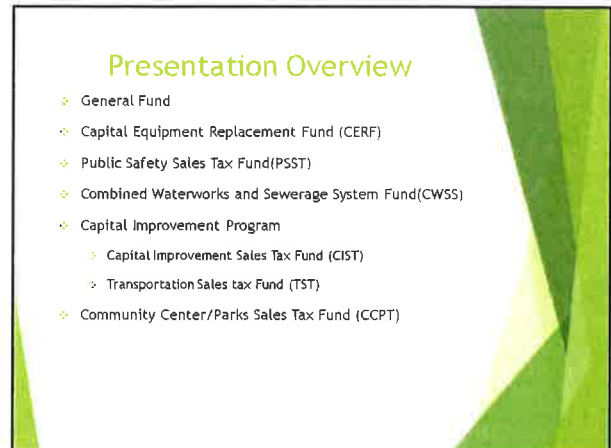 Presentation Overview
General Fund
Capital Equipment Replacement Fund (CERF)
Public Safety Sales Tax Fund(PSST)
Combined Waterworks and Sewerage System Fund(CWSS)
Capital Improvement Program
Capital Improvement Sales Tax Fund (CIST)
Transportation Sales tax Fund (TST)
Community Center/Parks Sales Tax Fund (CCPT)